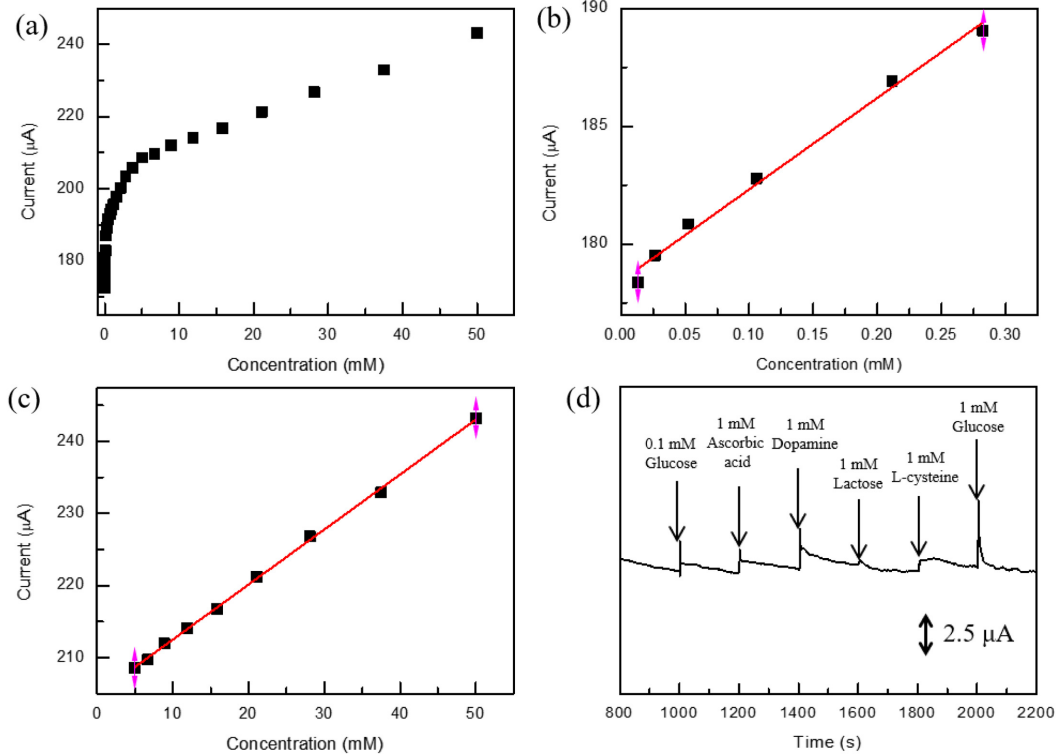 (a)
240
220
200
180
Current (μA)
0
10
20
30
40
50
Concentration (mM)
(b)
190
185
180
Current (μA)
0.00
0.05
0.10
0.15
0.20
0.25
0.30
Concentration (mM)
(c)
240
230
220
210
Current (μA)
0
10
20
30
40
50
Concentration (mM)
(d)
0.1 mM
Glucose
1 mM
Ascorbic
acid
1 mM
Dopamine
1 mM
Lactose
1 mM
L-cysteine
1 mM
Glucose
2.5 μA
800
1000
1200
1400
1600
1800
2000
2200
Time (s)